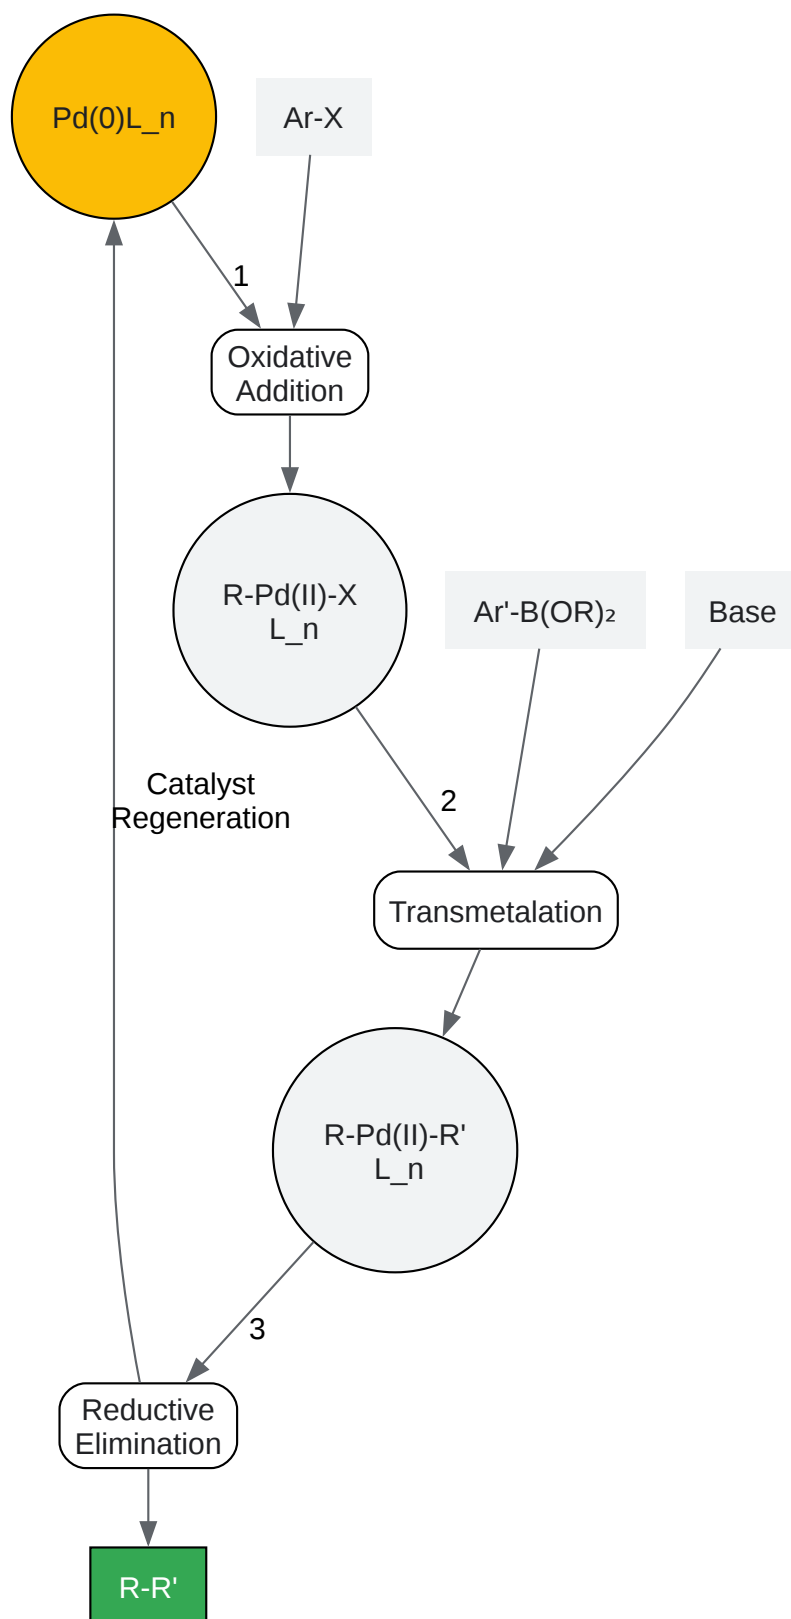 Pd(0)L_n
Ar-X
1
Oxidative
Addition
R-Pd(II)-X
L_n
Ar'-B(OR)₂
Base
Catalyst
Regeneration
2
Transmetalation
R-Pd(II)-R'
L_n
3
Reductive
Elimination
R-R'